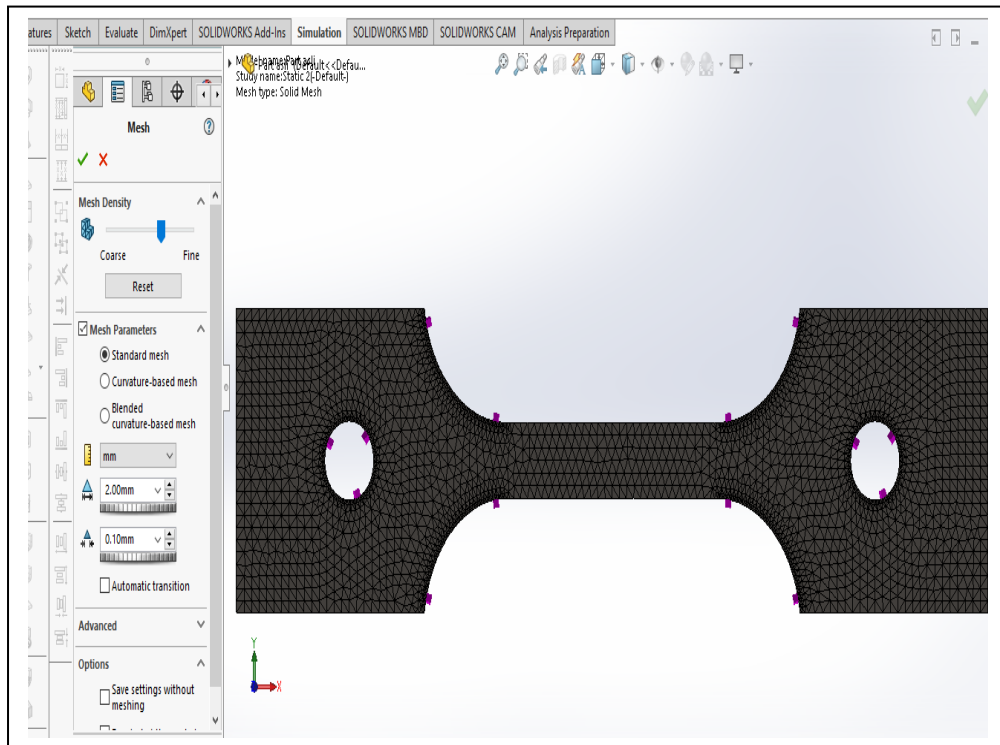 atures Sketch Evaluate DimXpert SOLIDWORKS Add-Ins Simulation SOLIDWORKS MBD SOLIDWORKS CAM Analysis Preparation
Study name:Static 2(-Default-)
Mesh type: Solid Mesh
Mesh
Mesh Density
Coarse Fine
Reset
Mesh Parameters
Standard mesh
Curvature-based mesh
Blended
curvature-based mesh
mm
2.00mm
0.10mm
Automatic transition
Advanced
Options
Save settings without
meshing
Y
X